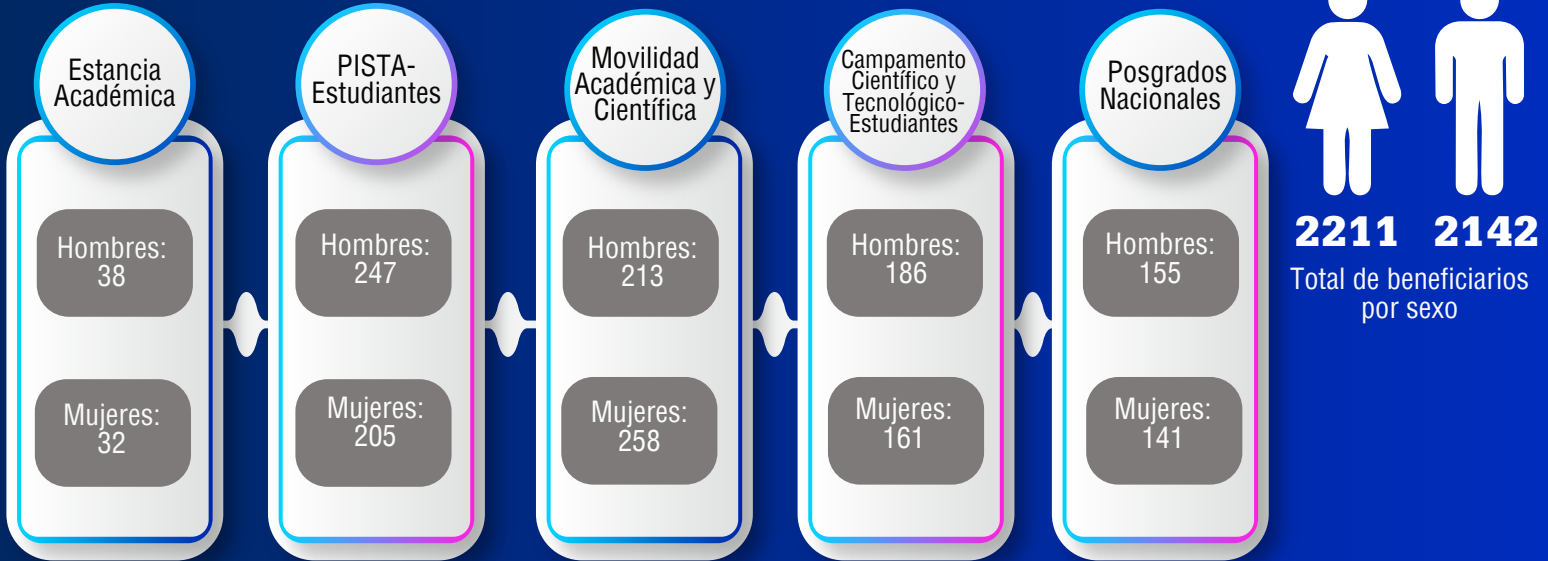 Estancia
Académica
Hombres:
38
Mujeres:
32
PISTA-
Estudiantes
Hombres:
247
Mujeres:
205
Movilidad
Académica y
Científica
Hombres:
213
Mujeres:
258
Campamento
Científico y
Tecnológico-
Estudiantes
Hombres:
186
Mujeres:
161
Posgrados
Nacionales
Hombres:
155
Mujeres:
141
2211 2142
Total de beneficiarios
por sexo